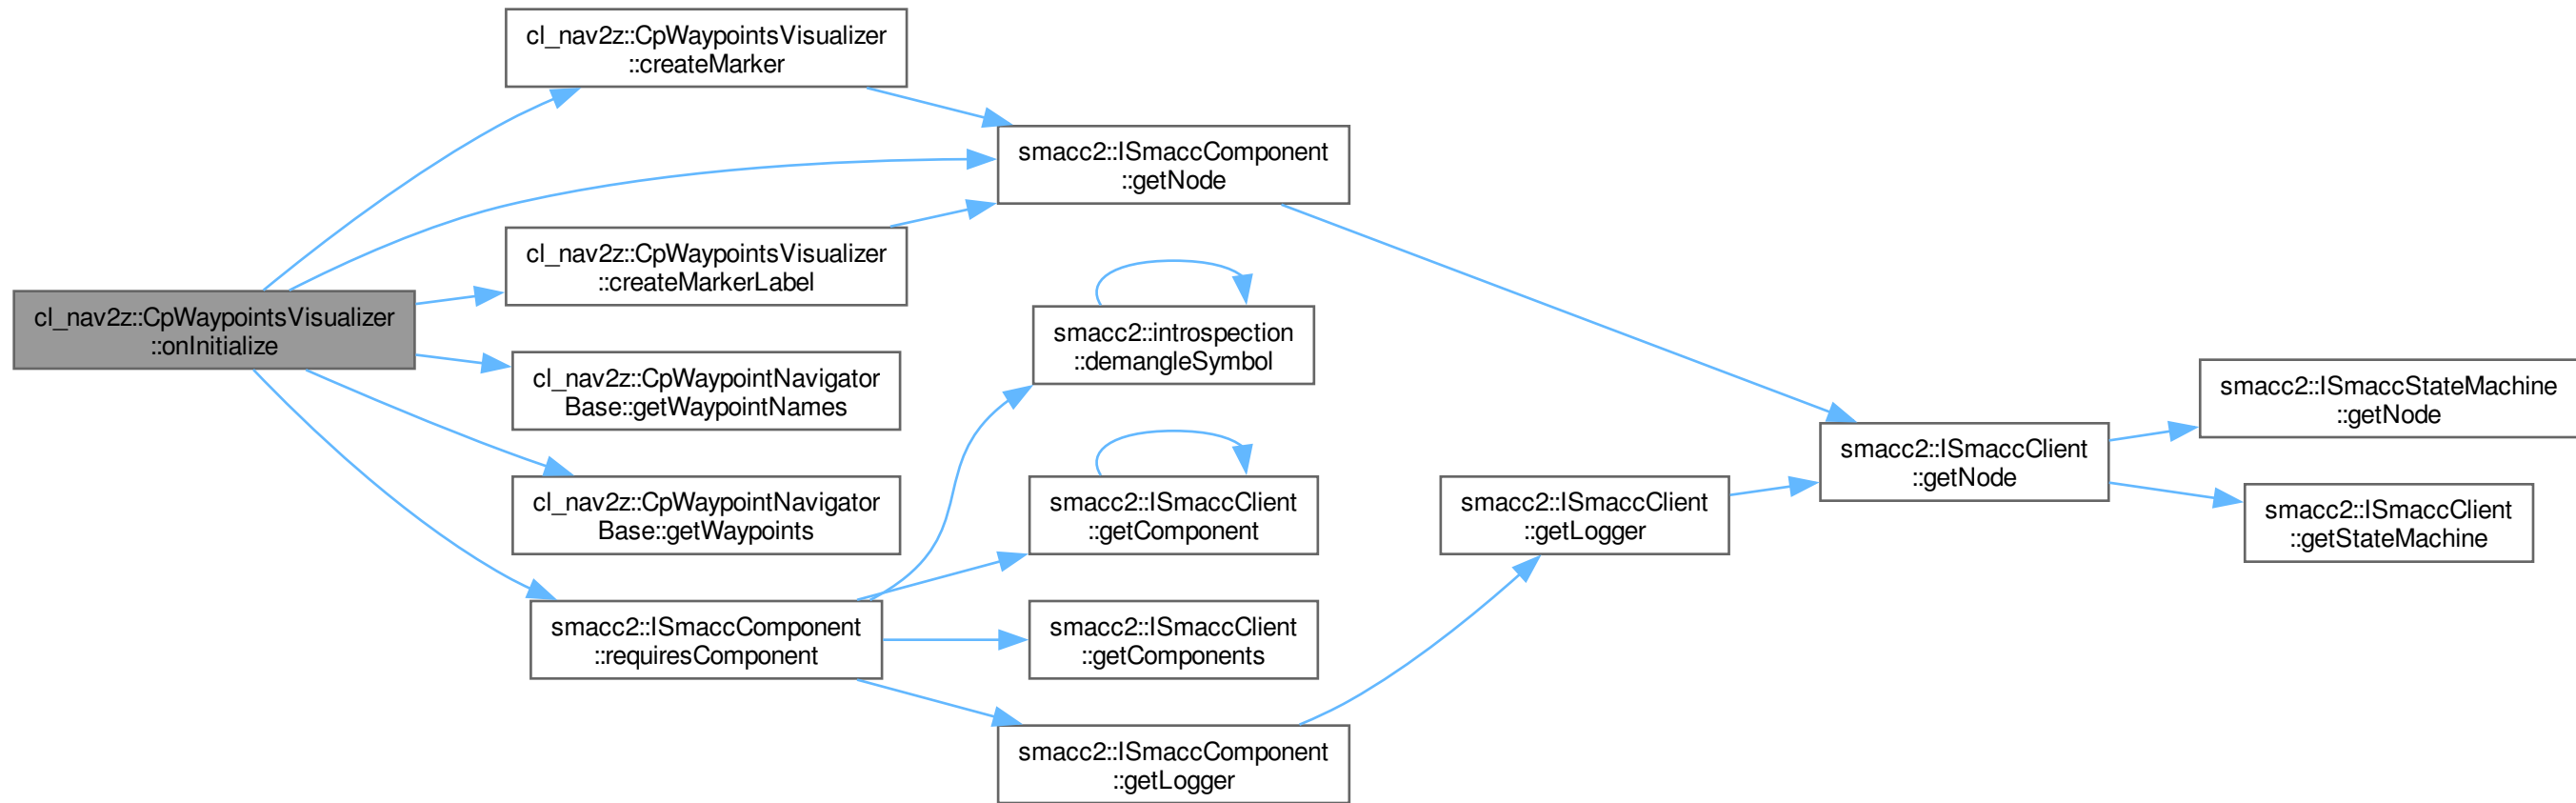 cl_nav2z::CpWaypointsVisualizer
::onInitialize
cl_nav2z::CpWaypointsVisualizer
::createMarker
smacc2::ISmaccComponent
::getNode
cl_nav2z::CpWaypointsVisualizer
::createMarkerLabel
cl_nav2z::CpWaypointNavigator
Base::getWaypointNames
cl_nav2z::CpWaypointNavigator
Base::getWaypoints
smacc2::ISmaccComponent
::requiresComponent
smacc2::introspection
::demangleSymbol
smacc2::ISmaccClient
::getComponent
smacc2::ISmaccClient
::getComponents
smacc2::ISmaccComponent
::getLogger
smacc2::ISmaccClient
::getLogger
smacc2::ISmaccClient
::getNode
smacc2::ISmaccStateMachine
::getNode
smacc2::ISmaccClient
::getStateMachine